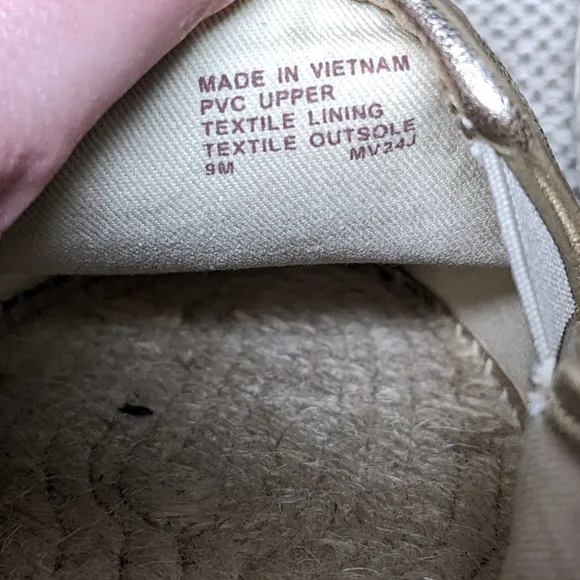 MADE IN VIETNAM
PVC UPPER
TEXTILE LINING
TEXTILE OUTSOLE
9M MV24J